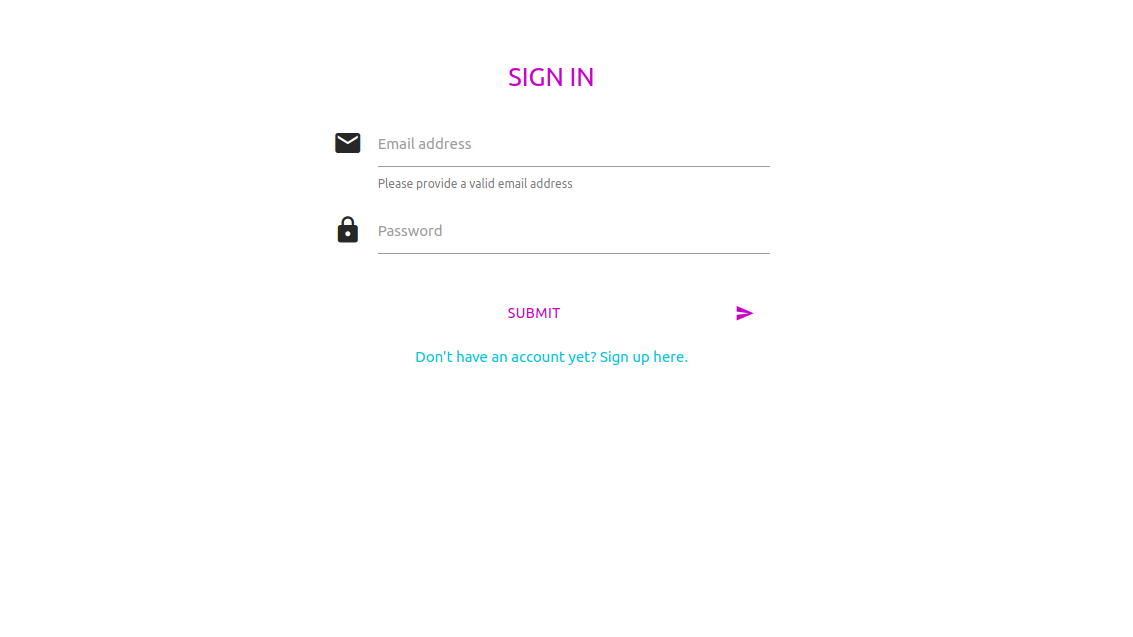 SIGN IN
Email address
Please provide a valid email address
Password
SUBMIT
Don't have an account yet? Sign up here.